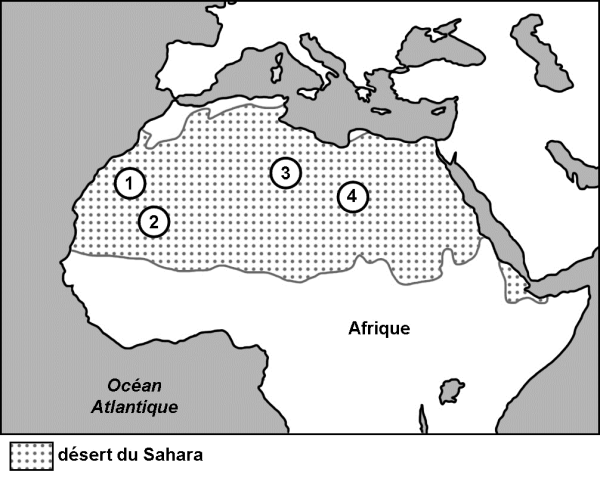 1
3
4
2
Afrique
Océan
Atlantique
désert du Sahara